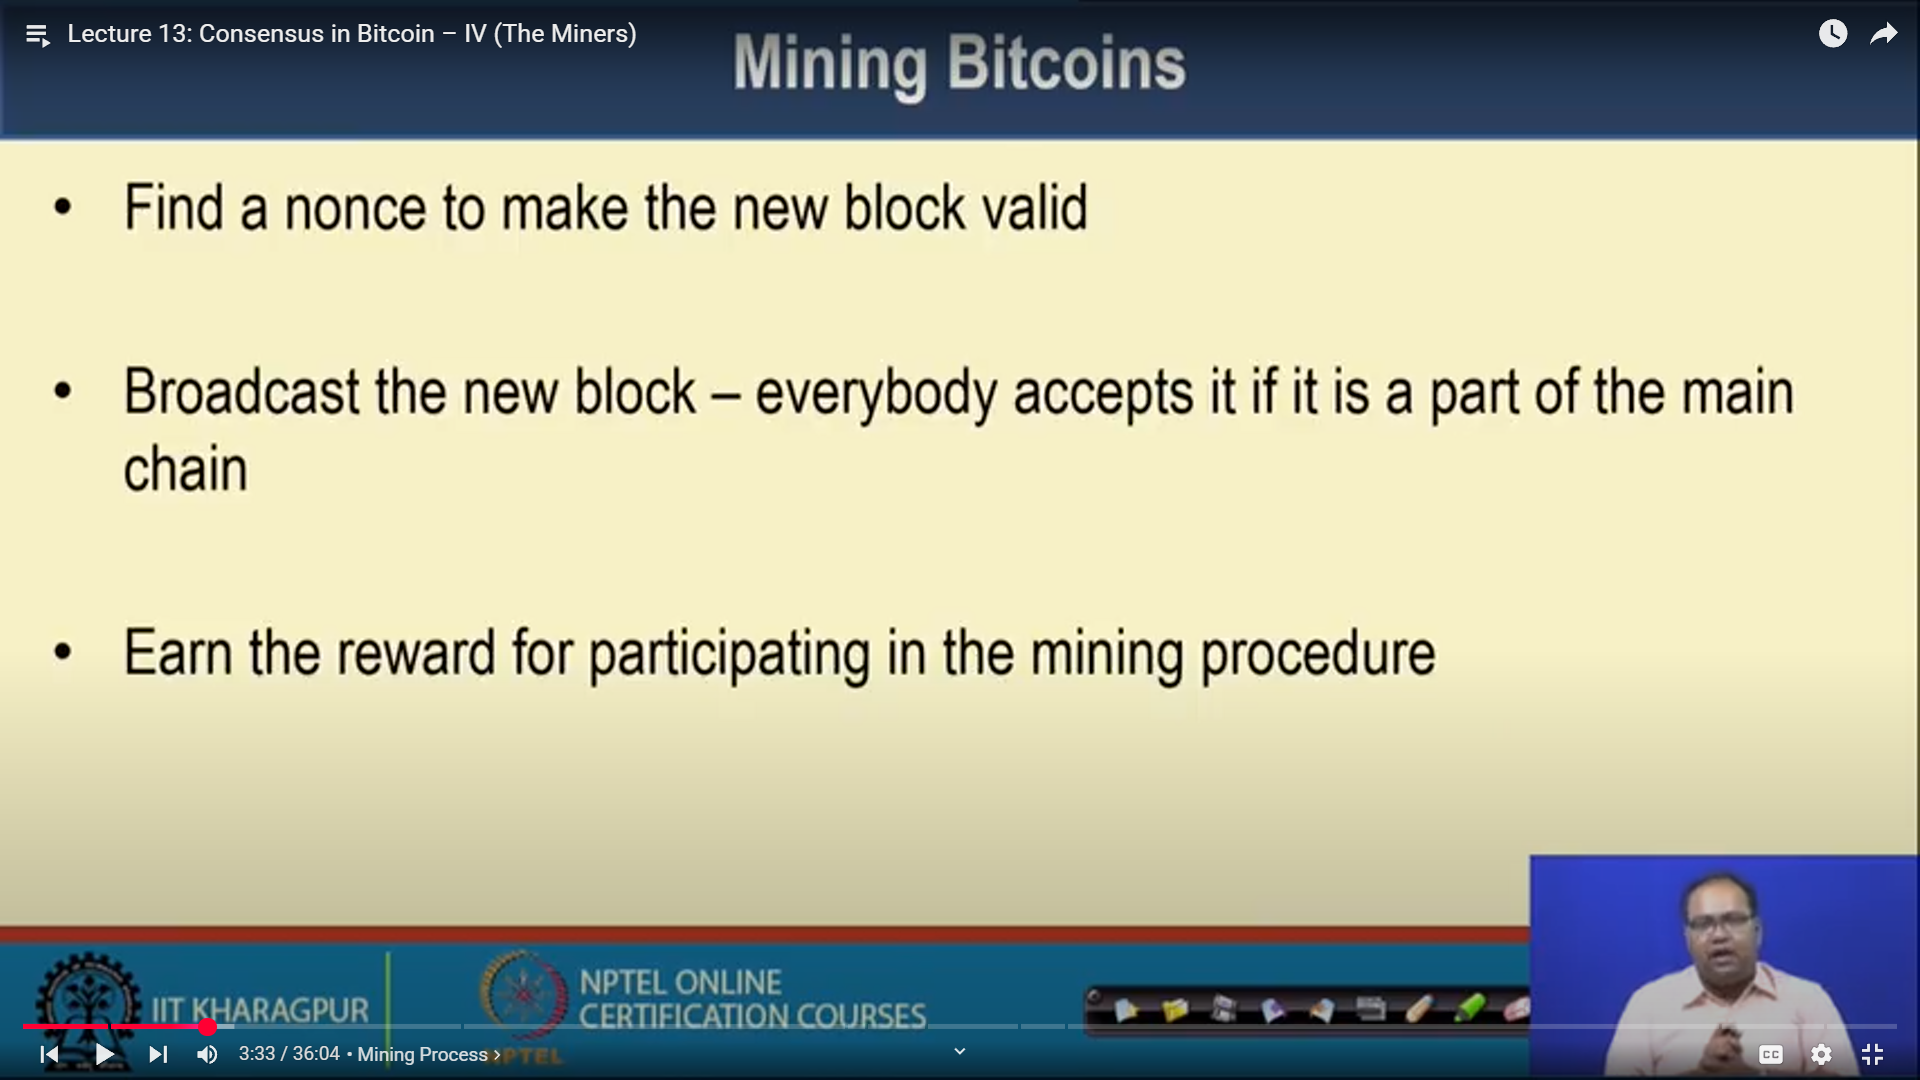 Lecture 13: Consensus in Bitcoin – IV (The Miners)
Mining Bitcoins
• Find a nonce to make the new block valid
• Broadcast the new block – everybody accepts it if it is a part of the main
chain
• Earn the reward for participating in the mining procedure
IIT KHARAGPUR
NPTEL ONLINE
CERTIFICATION COURSES
NPTEL
3:33 / 36:04 • Mining Process ›
CC